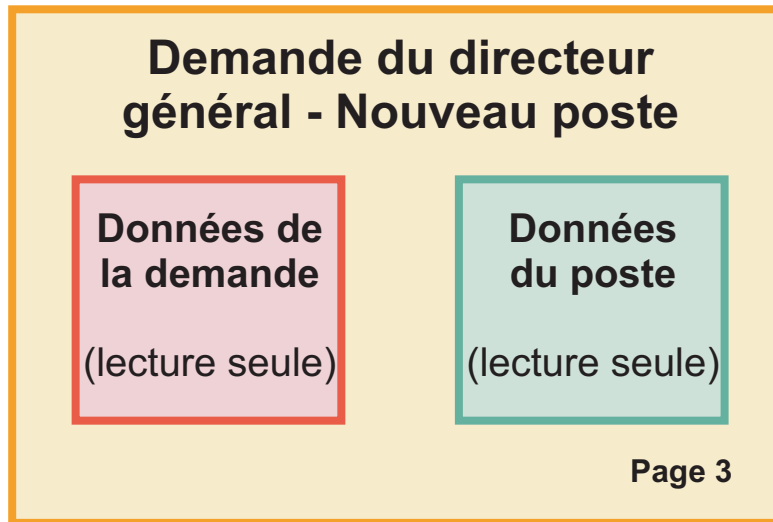 Demande du directeur
général - Nouveau poste
Données de
la demande
(lecture seule)
Données
du poste
(lecture seule)
Page 3